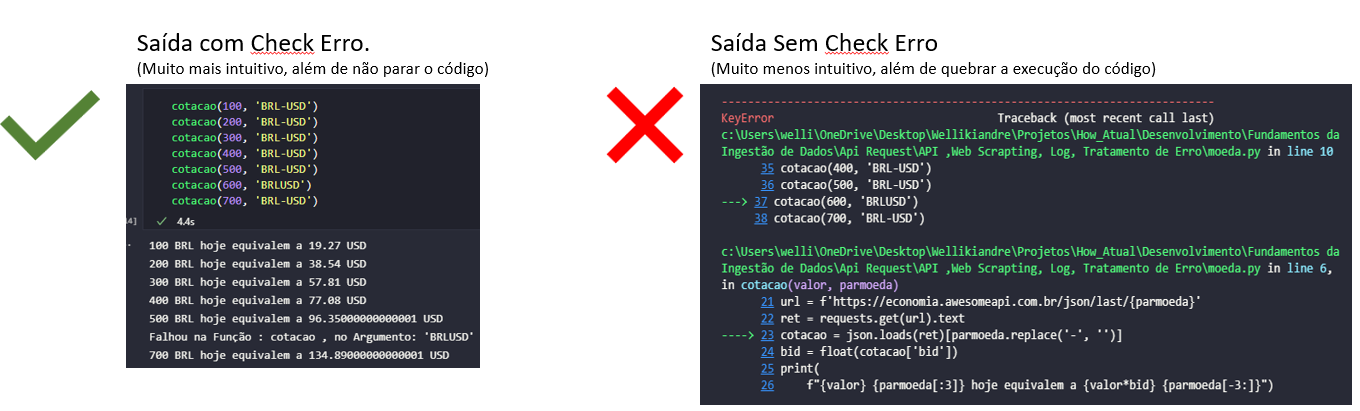 Saída com Check Erro.
(Muito mais intuitivo, além de não parar o código)
cotacao(100, 'BRL-USD')
cotacao(200, 'BRL-USD')
cotacao(300, 'BRL-USD')
cotacao(400, 'BRL-USD')
cotacao(500, 'BRL-USD')
cotacao(600, 'BRLUSD')
cotacao(700, 'BRL-USD')
4.4s
100 BRL hoje equivalem a 19.27 USD
200 BRL hoje equivalem a 38.54 USD
300 BRL hoje equivalem a 57.81 USD
400 BRL hoje equivalem a 77.08 USD
500 BRL hoje equivalem a 96.35000000000001 USD
Falhou na Função : cotacao , no Argumento: 'BRLUSD'
700 BRL hoje equivalem a 134.89000000000001 USD
Saída Sem Check Erro
(Muito menos intuitivo, além de quebrar a execução do código)
---------------------------------------------------------------------------
KeyError Traceback (most recent call last)
c:\Users\welli\OneDrive\Desktop\Wellikiandre\Projetos\How_Atual\Desenvolvimento\Fundamentos da
Ingestão de Dados\Api Request\API ,Web Scrapting, Log, Tratamento de Erro\moeda.py in line 10
35 cotacao(400, 'BRL-USD')
36 cotacao(500, 'BRL-USD')
---> 37 cotacao(600, 'BRLUSD')
38 cotacao(700, 'BRL-USD')
c:\Users\welli\OneDrive\Desktop\Wellikiandre\Projetos\How_Atual\Desenvolvimento\Fundamentos da
Ingestão de Dados\Api Request\API ,Web Scrapting, Log, Tratamento de Erro\moeda.py in line 6,
in cotacao(valor, parmoeda)
21 url = f'https://economia.awesomeapi.com.br/json/last/{parmoeda}'
22 ret = requests.get(url).text
----> 23 cotacao = json.loads(ret)[parmoeda.replace('-', '')]
24 bid = float(cotacao['bid'])
25 print(
26 f"{valor} {parmoeda[:3]} hoje equivalem a {valor*bid} {parmoeda[-3:]}")